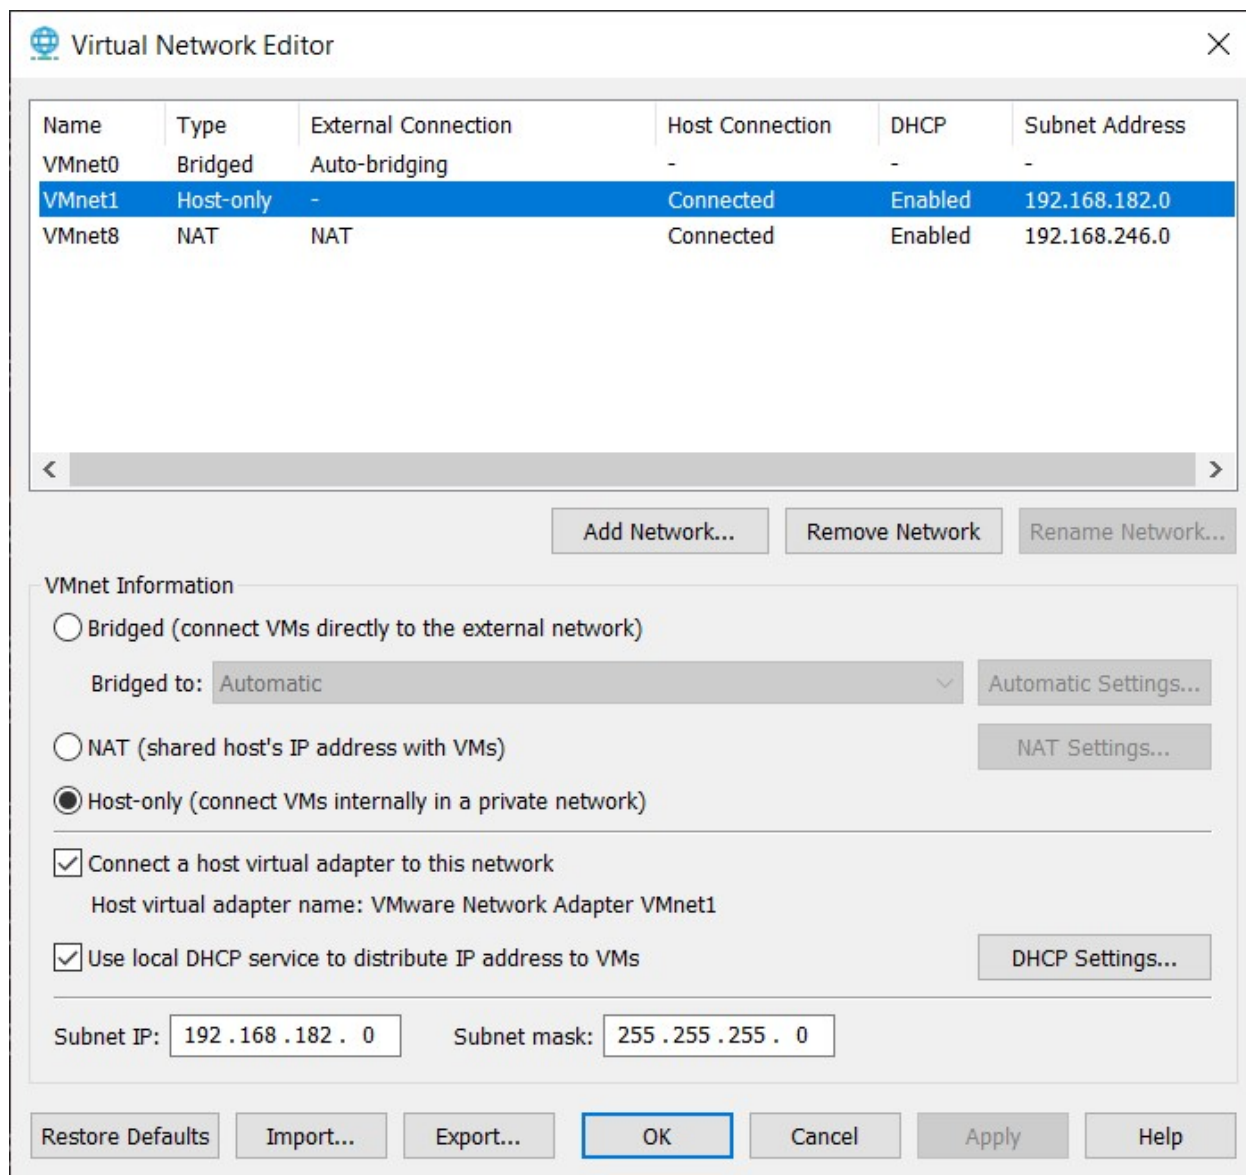 Virtual Network Editor
Name Type External Connection Host Connection DHCP Subnet Address
VMnet0 Bridged Auto-bridging - - -
VMnet1 Host-only - Connected Enabled 192.168.182.0
VMnet8 NAT NAT Connected Enabled 192.168.246.0
Add Network... Remove Network Rename Network...
VMnet Information
Bridged (connect VMs directly to the external network)
Bridged to: Automatic Automatic Settings...
NAT (shared host's IP address with VMs) NAT Settings...
Host-only (connect VMs internally in a private network)
Connect a host virtual adapter to this network
Host virtual adapter name: VMware Network Adapter VMnet1
Use local DHCP service to distribute IP address to VMs DHCP Settings...
Subnet IP: 192 .168 .182 . 0 Subnet mask: 255 .255 .255 . 0
Restore Defaults Import... Export... OK Cancel Apply Help